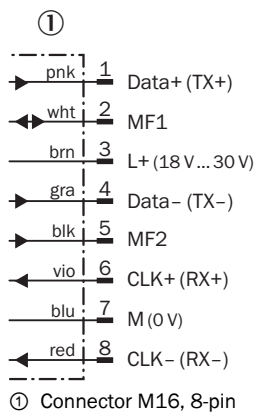 ①
pnk 1 Data+ (TX+)
wht 2 MF1
brn 3 L+ (18 V ... 30 V)
gra 4 Data– (TX–)
blk 5 MF2
vio 6 CLK+ (RX+)
blu 7 M (0 V)
red 8 CLK– (RX–)
① Connector M16, 8-pin